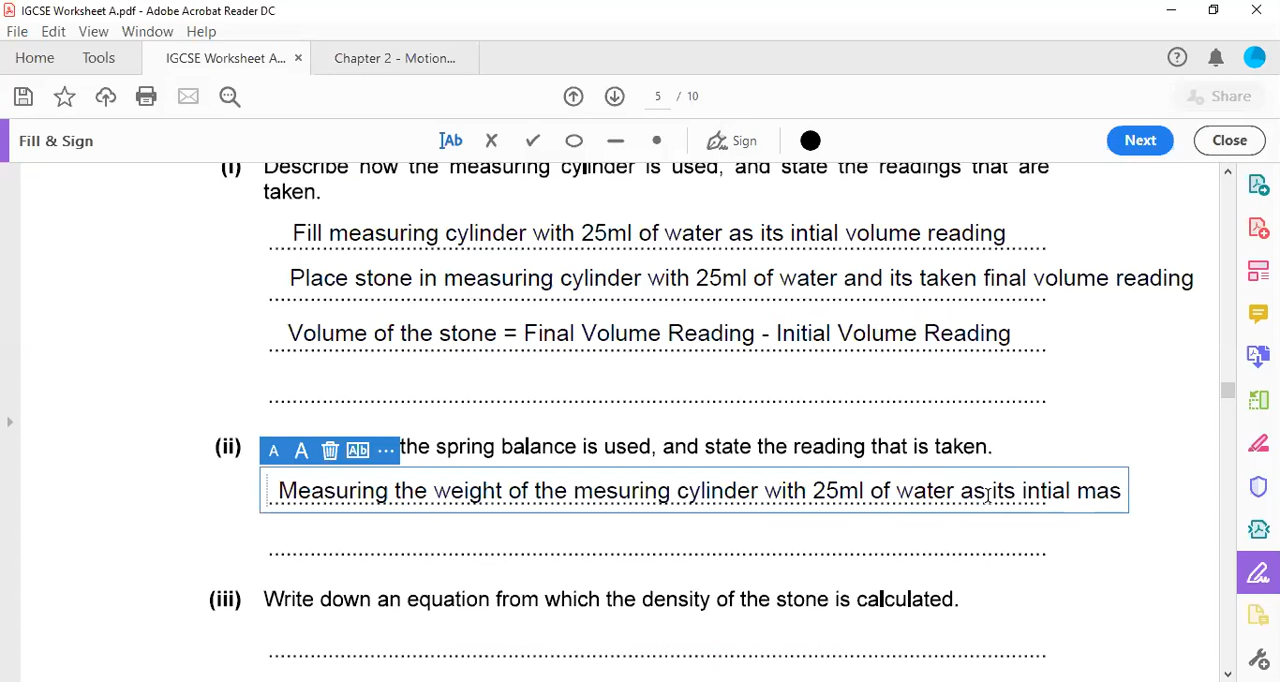 IGCSE Worksheet A.pdf - Adobe Acrobat Reader DC
File Edit View Window Help
Home Tools IGCSE Worksheet A... × Chapter 2 - Motion...
5 / 10 Share
Fill & Sign Ab Sign Next Close
(i) Describe how the measuring cylinder is used, and state the readings that are
taken.
Fill measuring cylinder with 25ml of water as its intial volume reading
Place stone in measuring cylinder with 25ml of water and its taken final volume reading
Volume of the stone = Final Volume Reading - Initial Volume Reading
(ii) A A Ab ... the spring balance is used, and state the reading that is taken.
Measuring the weight of the mesuring cylinder with 25ml of water as its intial mas
(iii) Write down an equation from which the density of the stone is calculated.